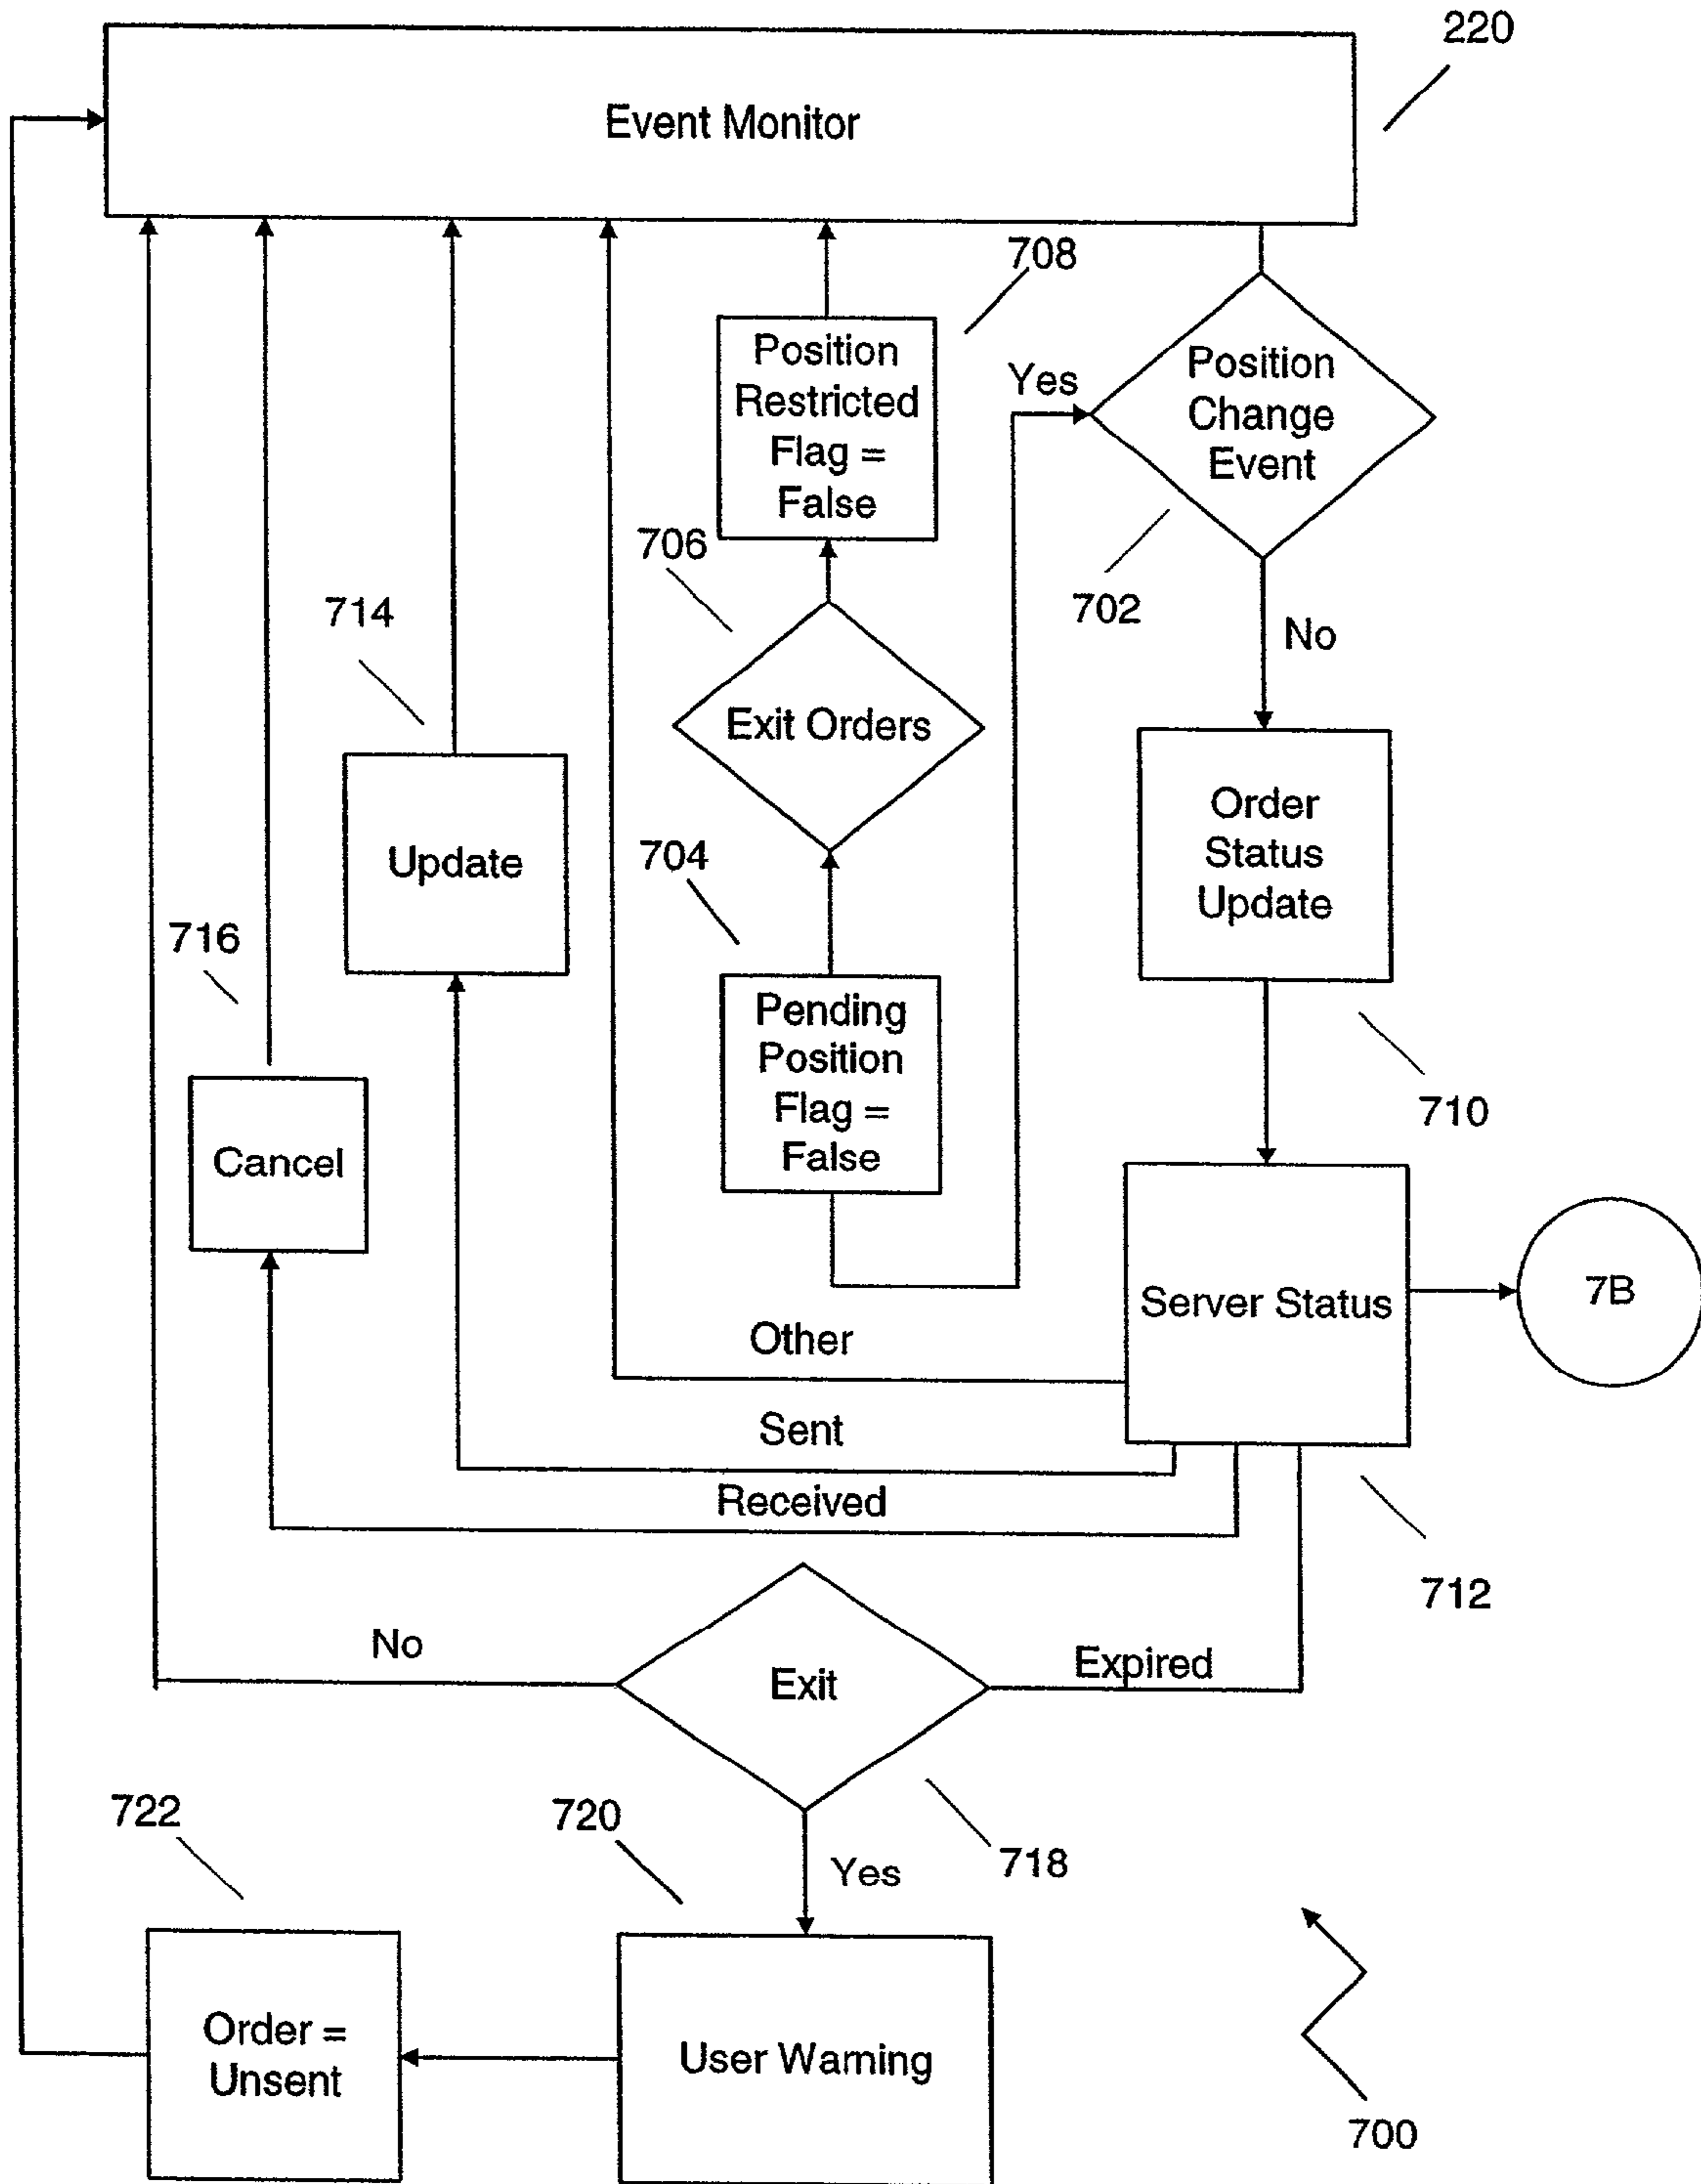 220
Event Monitor
708
Position
Restricted
Flag =
False
Yes
Position
Change
Event
706
702
714
No
Exit Orders
Order
Status
Update
704
Update
716
Pending
Position
Flag =
False
710
Cancel
Server Status
7B
Other
Sent
Received
712
No
Exit
Expired
722
720
718
Yes
Order =
Unsent
User Warning
700